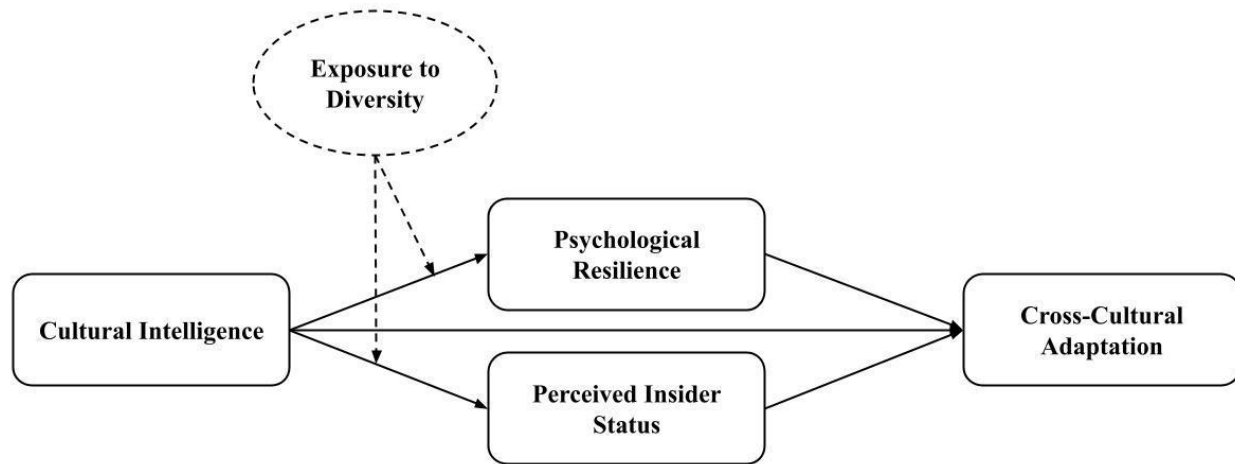 Exposure to
Diversity
Psychological
Resilience
Cultural Intelligence
Cross-Cultural
Adaptation
Perceived Insider
Status